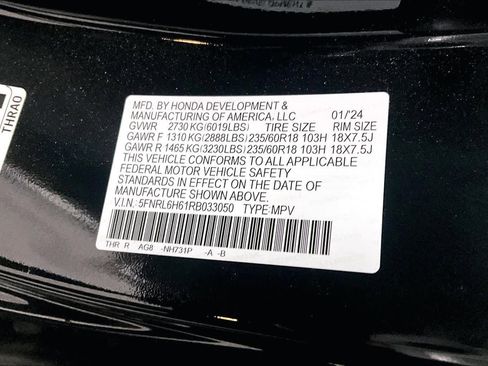 THRA0
MFD. BY HONDA DEVELOPMENT &
MANUFACTURING OF AMERICA, LLC 01/'24
GVWR 2730 KG(6019LBS) TIRE SIZE RIM SIZE
GAWR F 1310 KG(2888LBS) 235/60R18 103H 18X7.5J
GAWR R 1465 KG(3230LBS) 235/60R18 103H 18X7.5J
THIS VEHICLE CONFORMS TO ALL APPLICABLE
FEDERAL MOTOR VEHICLE SAFETY
STANDARDS IN EFFECT ON THE DATE OF
MANUFACTURE SHOWN ABOVE.
V.I.N.: 5FNRL6H61RB033050 TYPE:MPV
THR R AG8 -NH731P -A -B